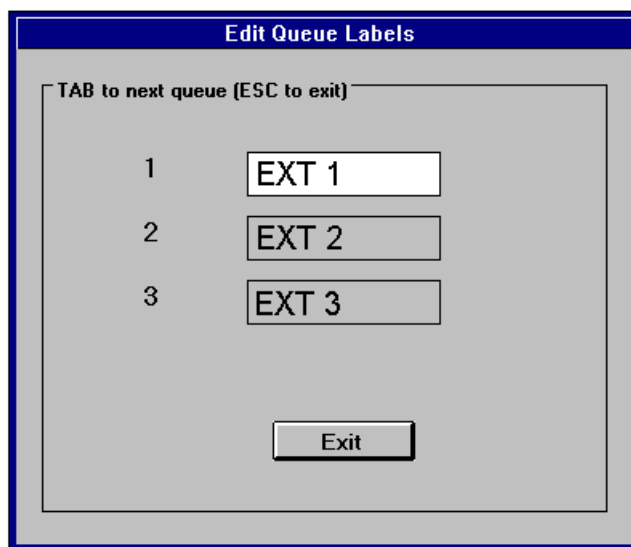 Edit Queue Labels
TAB to next queue (ESC to exit)
1 EXT 1
2 EXT 2
3 EXT 3
Exit